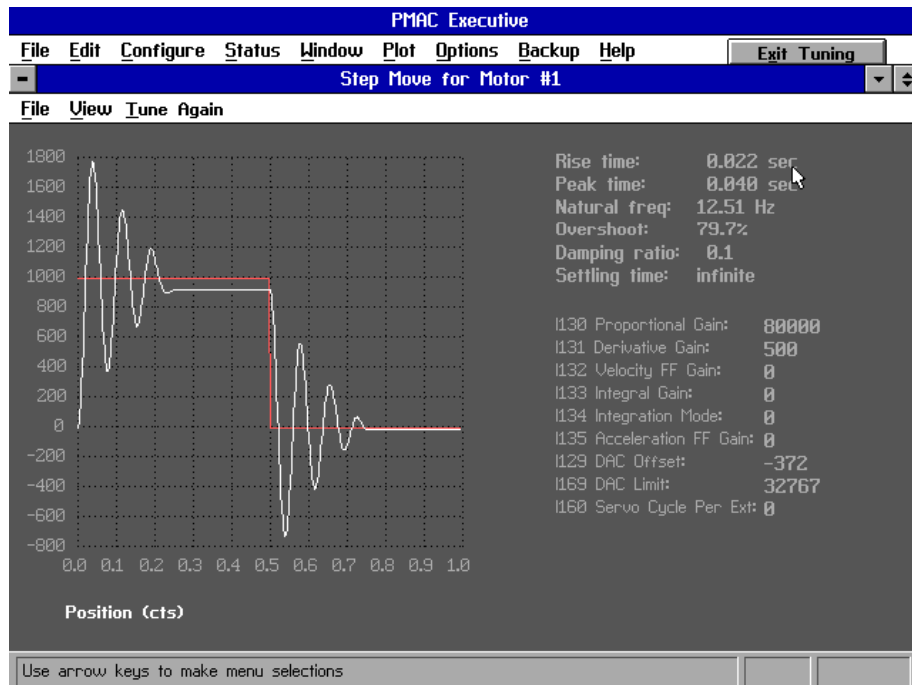 PMAC Executive
File Edit Configure Status Window Plot Options Backup Help Exit Tuning
Step Move for Motor #1
File View Tune Again
1800
1600
1400
1200
1000
800
600
400
200
0
-200
-400
-600
-800
0.0 0.1 0.2 0.3 0.4 0.5 0.6 0.7 0.8 0.9 1.0
Position (cts)
Rise time: 0.022 sec
Peak time: 0.040 sec
Natural freq: 12.51 Hz
Overshoot: 79.7%
Damping ratio: 0.1
Settling time: infinite
I130 Proportional Gain: 80000
I131 Derivative Gain: 500
I132 Velocity FF Gain: 0
I133 Integral Gain: 0
I134 Integration Mode: 0
I135 Acceleration FF Gain: 0
I129 DAC Offset: -372
I169 DAC Limit: 32767
I160 Servo Cycle Per Ext: 0
Use arrow keys to make menu selections